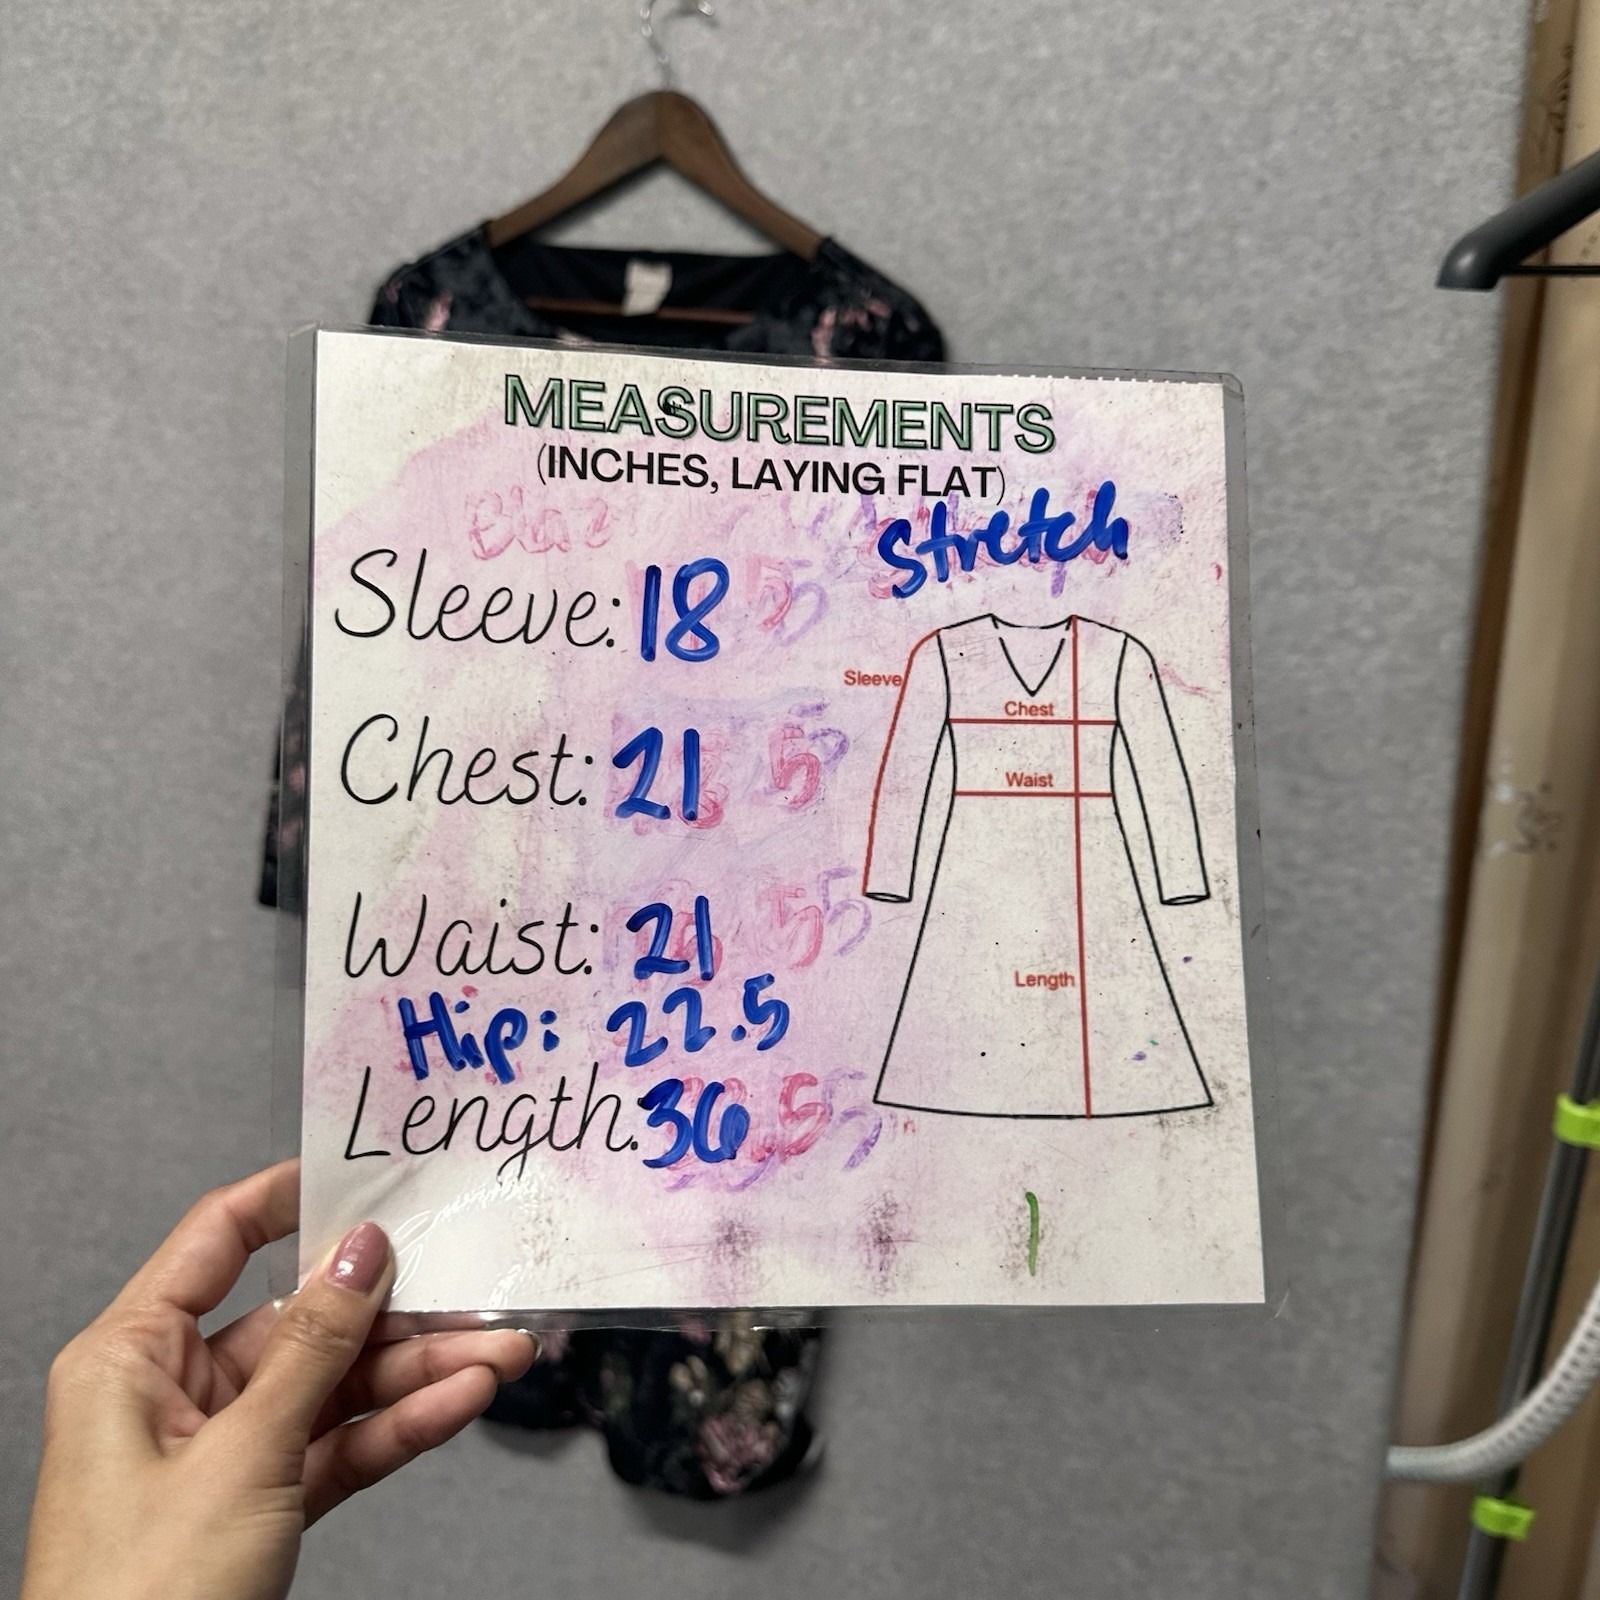 MEASUREMENTS
(INCHES, LAYING FLAT)
Stretch
Sleeve: 18
Chest: 21
Waist: 21
Hip: 22.5
Length: 36
Sleeve
Chest
Waist
Length